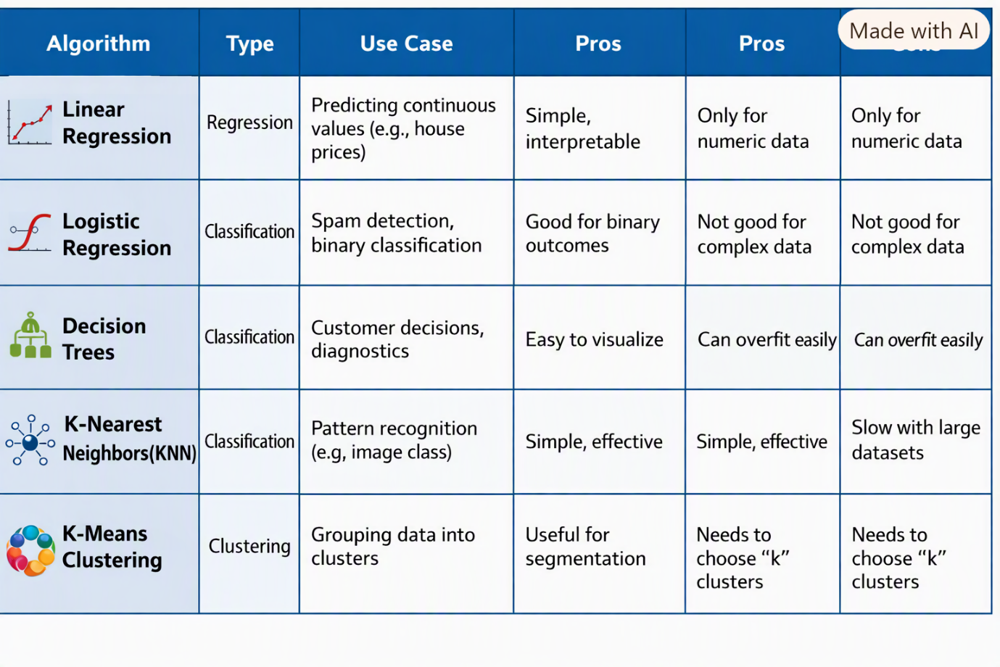 Algorithm
Type
Use Case
Pros
Pros
Made with AI
Linear
Regression
Regression
Predicting continuous
values (e.g., house
prices)
Simple,
interpretable
Only for
numeric data
Only for
numeric data
Logistic
Regression
Classification
Spam detection,
binary classification
Good for binary
outcomes
Not good for
complex data
Not good for
complex data
Decision
Trees
Classification
Customer decisions,
diagnostics
Easy to visualize
Can overfit easily
Can overfit easily
K-Nearest
Neighbors(KNN)
Classification
Pattern recognition
(e.g, image class)
Simple, effective
Simple, effective
Slow with large
datasets
K-Means
Clustering
Clustering
Grouping data into
clusters
Useful for
segmentation
Needs to
choose “k”
clusters
Needs to
choose “k”
clusters